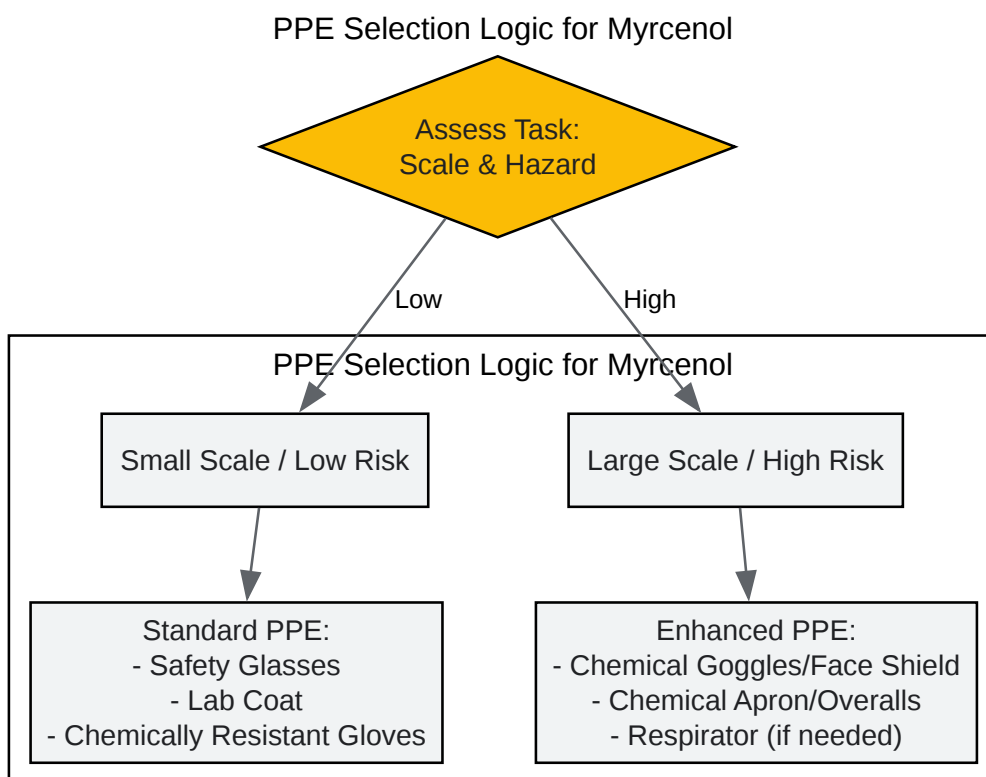 PPE Selection Logic for Myrcenol
Assess Task:
Scale & Hazard
Low
High
PPE Selection Logic for Myrcenol
Small Scale / Low Risk
Large Scale / High Risk
Standard PPE:
- Safety Glasses
- Lab Coat
- Chemically Resistant Gloves
Enhanced PPE:
- Chemical Goggles/Face Shield
- Chemical Apron/Overalls
- Respirator (if needed)